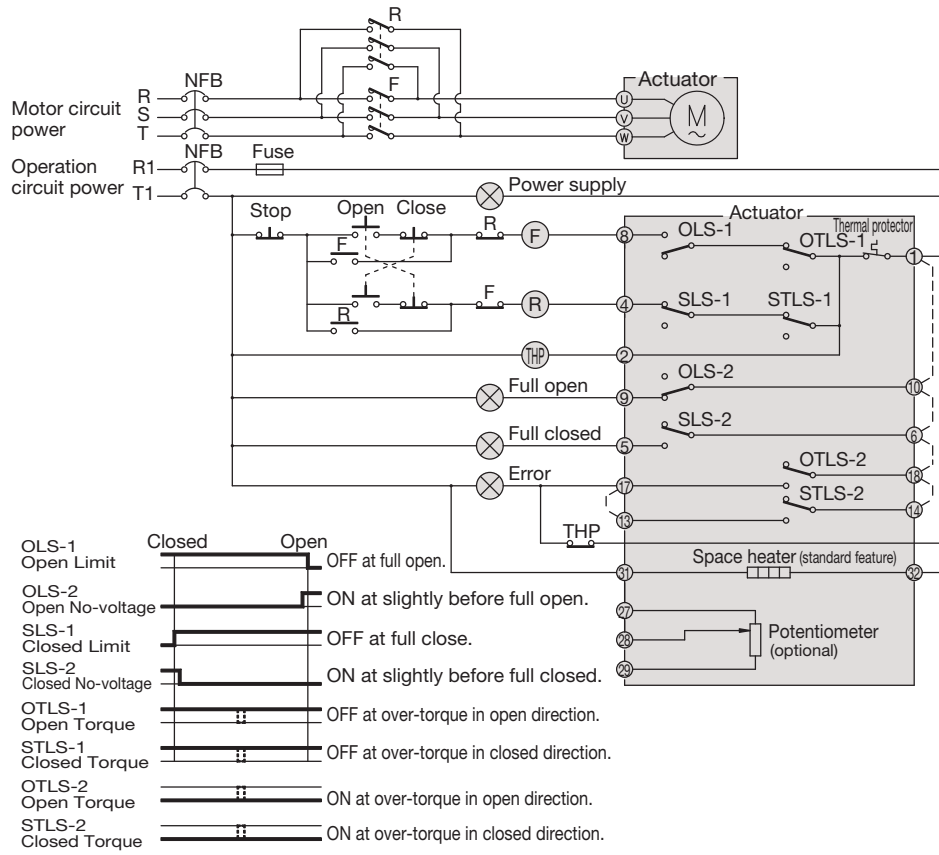 R
NFB
F
Actuator
Motor circuit power
R
S
T
U
V
W
M
~
NFB
Fuse
Operation circuit power
R1
T1
Power supply
Stop
Open
Close
R
F
F
8
Actuator
OLS-1
OTLS-1
Thermal protector
1
R
F
R
4
SLS-1
STLS-1
THP
2
Full open
9
OLS-2
10
Full closed
5
SLS-2
6
Error
17
OTLS-2
18
13
STLS-2
14
THP
31
Space heater (standard feature)
32
27
28
29
Potentiometer
(optional)
Closed
Open
OLS-1
Open Limit
OFF at full open.
OLS-2
Open No-voltage
ON at slightly before full open.
SLS-1
Closed Limit
OFF at full close.
SLS-2
Closed No-voltage
ON at slightly before full closed.
OTLS-1
Open Torque
OFF at over-torque in open direction.
STLS-1
Closed Torque
OFF at over-torque in closed direction.
OTLS-2
Open Torque
ON at over-torque in open direction.
STLS-2
Closed Torque
ON at over-torque in closed direction.